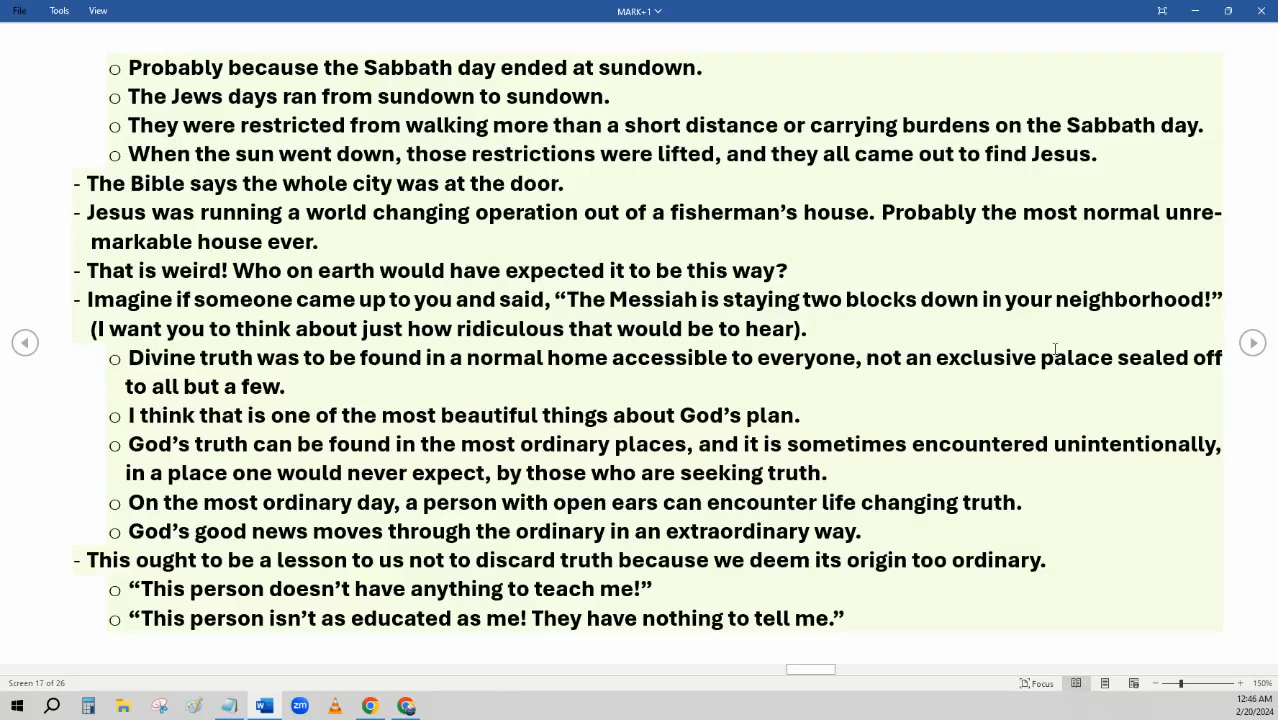 File Tools View MARK+1
o Probably because the Sabbath day ended at sundown.
o The Jews days ran from sundown to sundown.
o They were restricted from walking more than a short distance or carrying burdens on the Sabbath day.
o When the sun went down, those restrictions were lifted, and they all came out to find Jesus.
- The Bible says the whole city was at the door.
- Jesus was running a world changing operation out of a fisherman’s house. Probably the most normal unre-
markable house ever.
- That is weird! Who on earth would have expected it to be this way?
- Imagine if someone came up to you and said, “The Messiah is staying two blocks down in your neighborhood!”
(I want you to think about just how ridiculous that would be to hear).
o Divine truth was to be found in a normal home accessible to everyone, not an exclusive palace sealed off
to all but a few.
o I think that is one of the most beautiful things about God’s plan.
o God’s truth can be found in the most ordinary places, and it is sometimes encountered unintentionally,
in a place one would never expect, by those who are seeking truth.
o On the most ordinary day, a person with open ears can encounter life changing truth.
o God’s good news moves through the ordinary in an extraordinary way.
- This ought to be a lesson to us not to discard truth because we deem its origin too ordinary.
o “This person doesn’t have anything to teach me!”
o “This person isn’t as educated as me! They have nothing to tell me.”
Screen 17 of 26 Focus 150%
zm 12:46 AM
2/20/2024